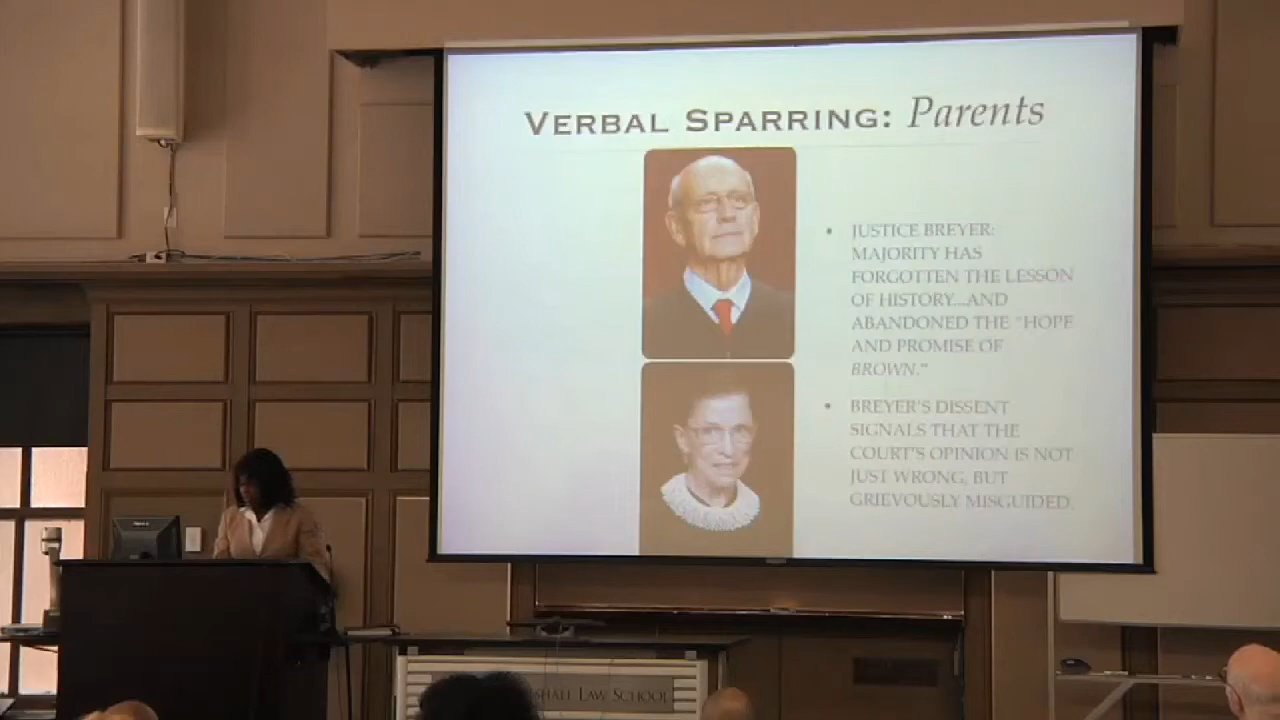 VERBAL SPARRING: Parents
• JUSTICE BREYER:
MAJORITY HAS
FORGOTTEN THE LESSON
OF HISTORY...AND
ABANDONED THE "HOPE
AND PROMISE OF
BROWN."
• BREYER'S DISSENT
SIGNALS THAT THE
COURT'S OPINION IS NOT
JUST WRONG, BUT
GRIEVOUSLY MISGUIDED.
SHALL LAW SCHOOL